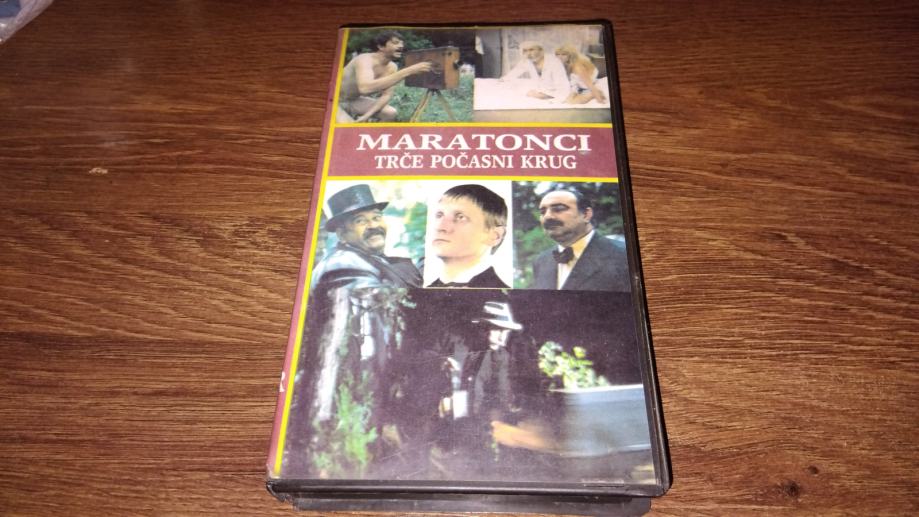 MARATONCI
TRČE POČASNI KRUG